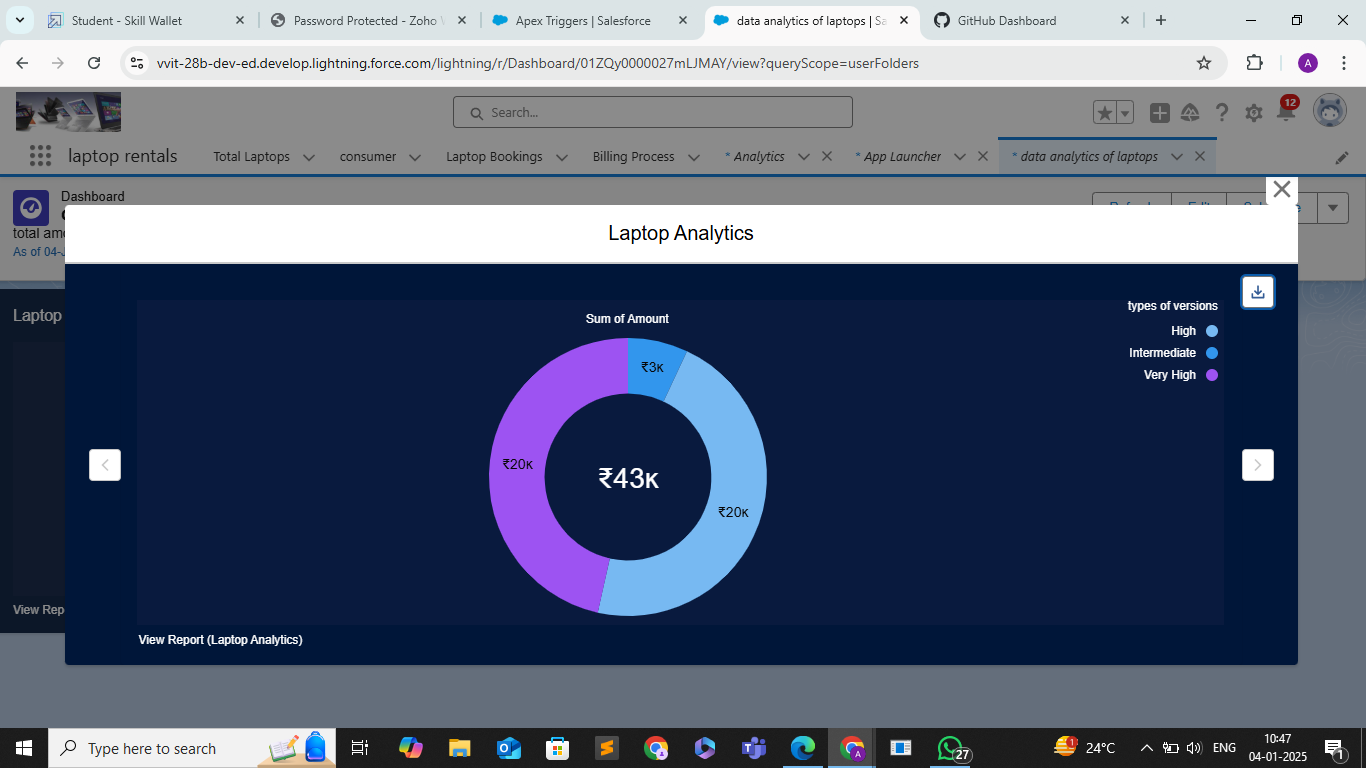 Student - Skill Wallet
Password Protected - Zoho
Apex Triggers | Salesforce
data analytics of laptops | Sa
GitHub Dashboard
vvit-28b-dev-ed.develop.lightning.force.com/lightning/r/Dashboard/01ZQy0000027mLJMAY/view?queryScope=userFolders
A
Search...
12
laptop rentals
Total Laptops
consumer
Laptop Bookings
Billing Process
* Analytics
* App Launcher
* data analytics of laptops
Dashboard
total amo
As of 04-J
Laptop Analytics
Laptop
types of versions
High
Intermediate
Very High
Sum of Amount
₹3K
₹20K
₹43K
₹20K
View Rep
View Report (Laptop Analytics)
Type here to search
27
1
24°C
ENG
10:47
04-01-2025
1